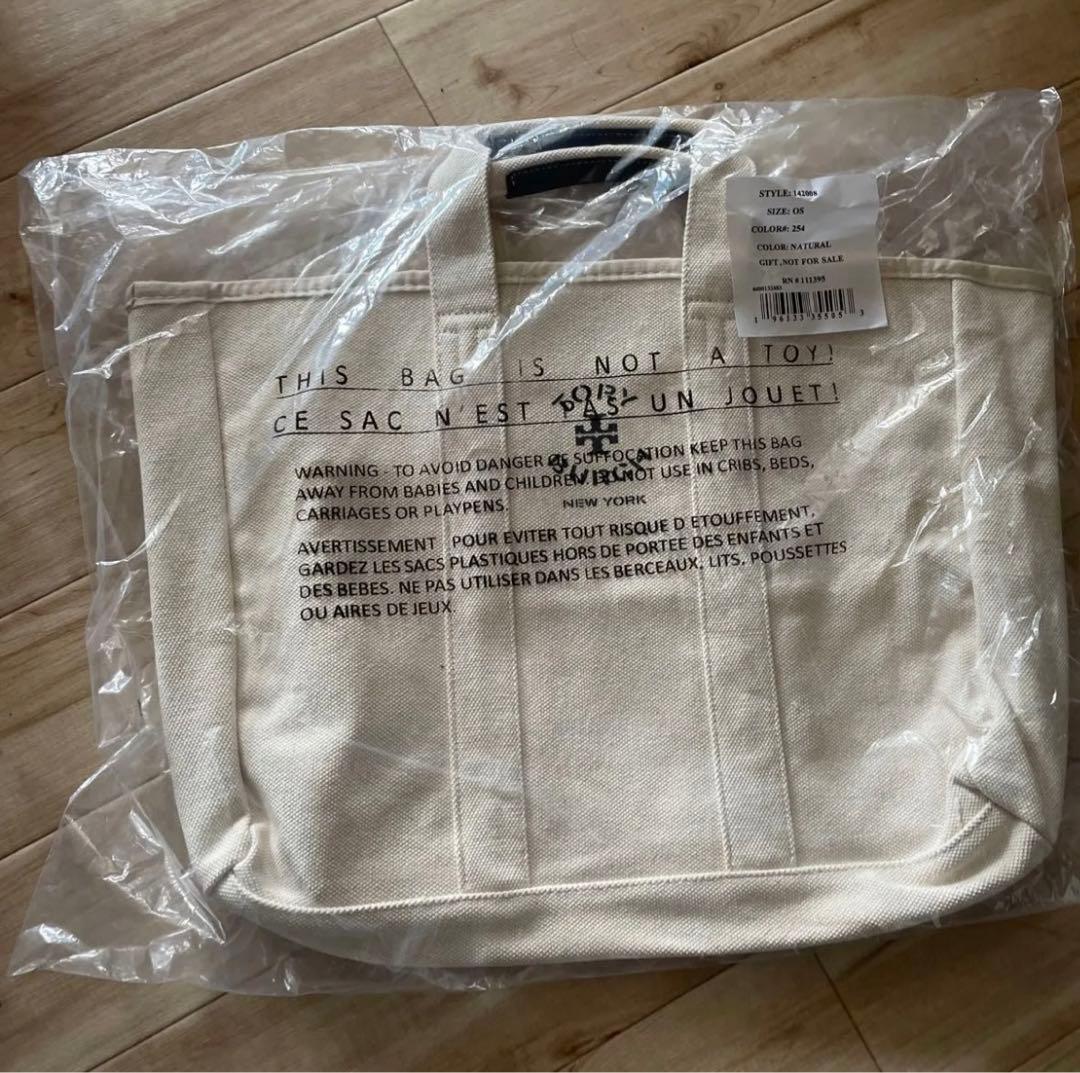 STYLE: 142008
SIZE: OS
COLOR#: 254
COLOR: NATURAL
GIFT, NOT FOR SALE
RN # 111395
1 96133 35505 3
THIS BAG IS NOT A TOY!
CE SAC N'EST PAS UN JOUET!
TORY
BURCH
NEW YORK
WARNING - TO AVOID DANGER OF SUFFOCATION KEEP THIS BAG
AWAY FROM BABIES AND CHILDREN. DO NOT USE IN CRIBS, BEDS,
CARRIAGES OR PLAYPENS.
AVERTISSEMENT POUR EVITER TOUT RISQUE D ETOUFFEMENT,
GARDEZ LES SACS PLASTIQUES HORS DE PORTEE DES ENFANTS ET
DES BEBES. NE PAS UTILISER DANS LES BERCEAUX, LITS, POUSSETTES
OU AIRES DE JEUX.